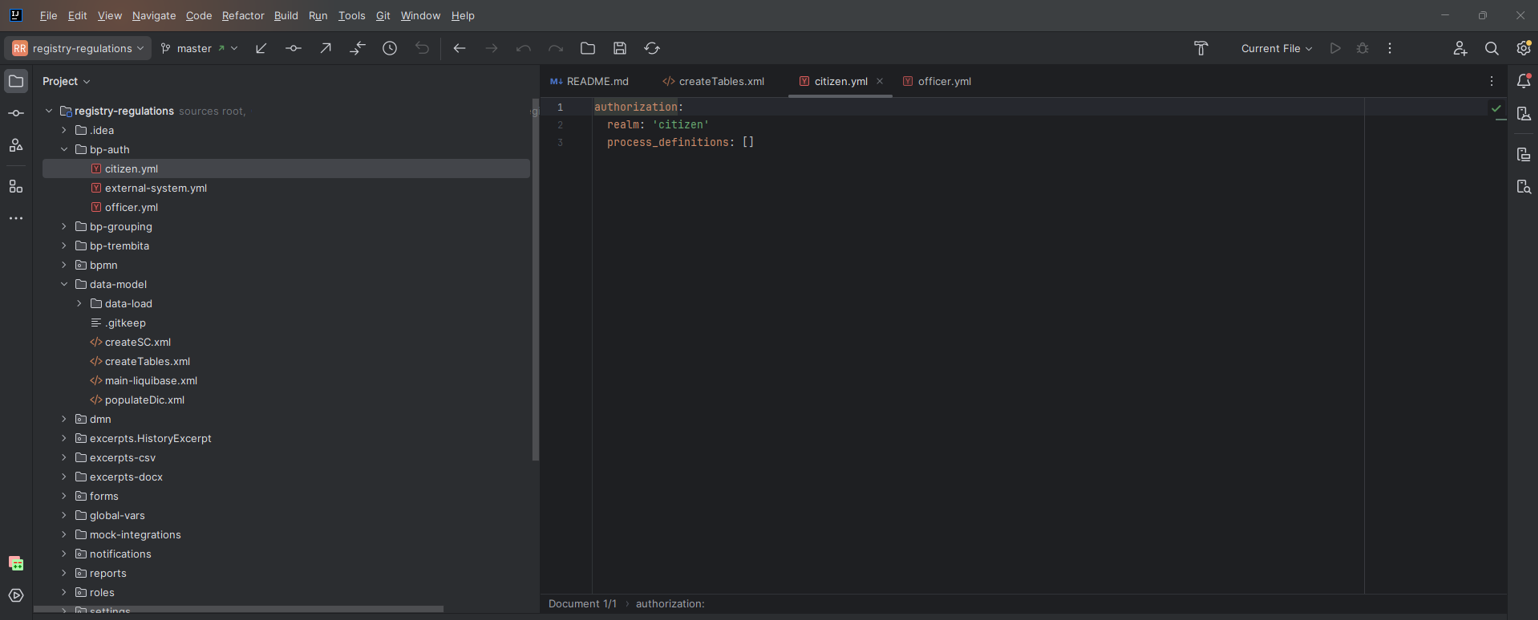 File Edit View Navigate Code Refactor Build Run Tools Git Window Help
RR registry-regulations master Current File
Project
README.md createTables.xml citizen.yml officer.yml
registry-regulations sources root,
.idea
bp-auth
citizen.yml
external-system.yml
officer.yml
bp-grouping
bp-trembita
bpmn
data-model
data-load
.gitkeep
createSC.xml
createTables.xml
main-liquibase.xml
populateDic.xml
dmn
excerpts.HistoryExcerpt
excerpts-csv
excerpts-docx
forms
global-vars
mock-integrations
notifications
reports
roles
settings
1 authorization:
2 realm: 'citizen'
3 process_definitions: []
Document 1/1 › authorization: